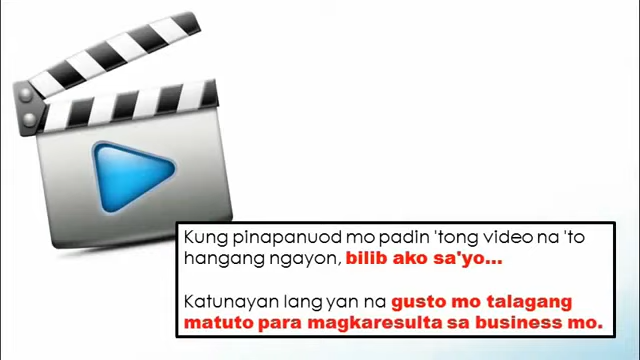 Kung pinapanuod mo padin 'tong video na 'to
hangang ngayon, bilib ako sa'yo...
Katunayan lang yan na gusto mo talagang
matuto para magkaresulta sa business mo.